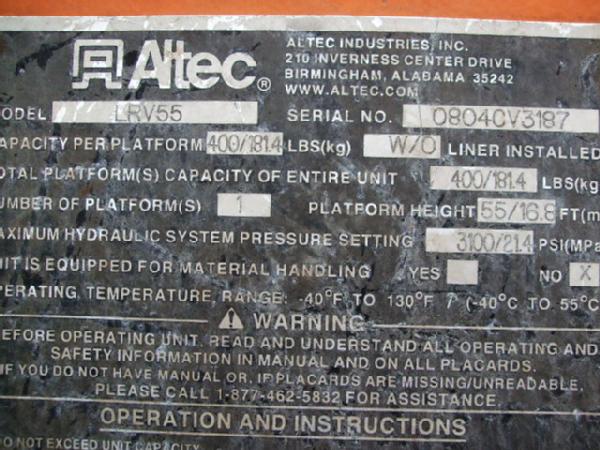 Altec®
ALTEC INDUSTRIES, INC.
210 INVERNESS CENTER DRIVE
BIRMINGHAM, ALABAMA 35242
WWW.ALTEC.COM
ODEL LRV55 SERIAL NO. 0804CV3187
APACITY PER PLATFORM 400/181.4 LBS(kg) W/O LINER INSTALLED
OTAL PLATFORM(S) CAPACITY OF ENTIRE UNIT 400/181.4 LBS(kg
NUMBER OF PLATFORM(S) 1 PLATFORM HEIGHT 55/16.8 FT(m
MAXIMUM HYDRAULIC SYSTEM PRESSURE SETTING 3100/21.4 PSI(MPa
NIT IS EQUIPPED FOR MATERIAL HANDLING YES NO X
PERATING TEMPERATURE RANGE: -40°F TO 130°F / (-40°C TO 55°C
WARNING
EFORE OPERATING UNIT, READ AND UNDERSTAND ALL OPERATING AND
SAFETY INFORMATION IN MANUAL AND ON ALL PLACARDS.
IF YOU DO NOT HAVE MANUAL OR, IF PLACARDS ARE MISSING/UNREADABLE,
PLEASE CALL 1-877-462-5832 FOR ASSISTANCE.
OPERATION AND INSTRUCTIONS
DO NOT EXCEED UNIT CAPACITY